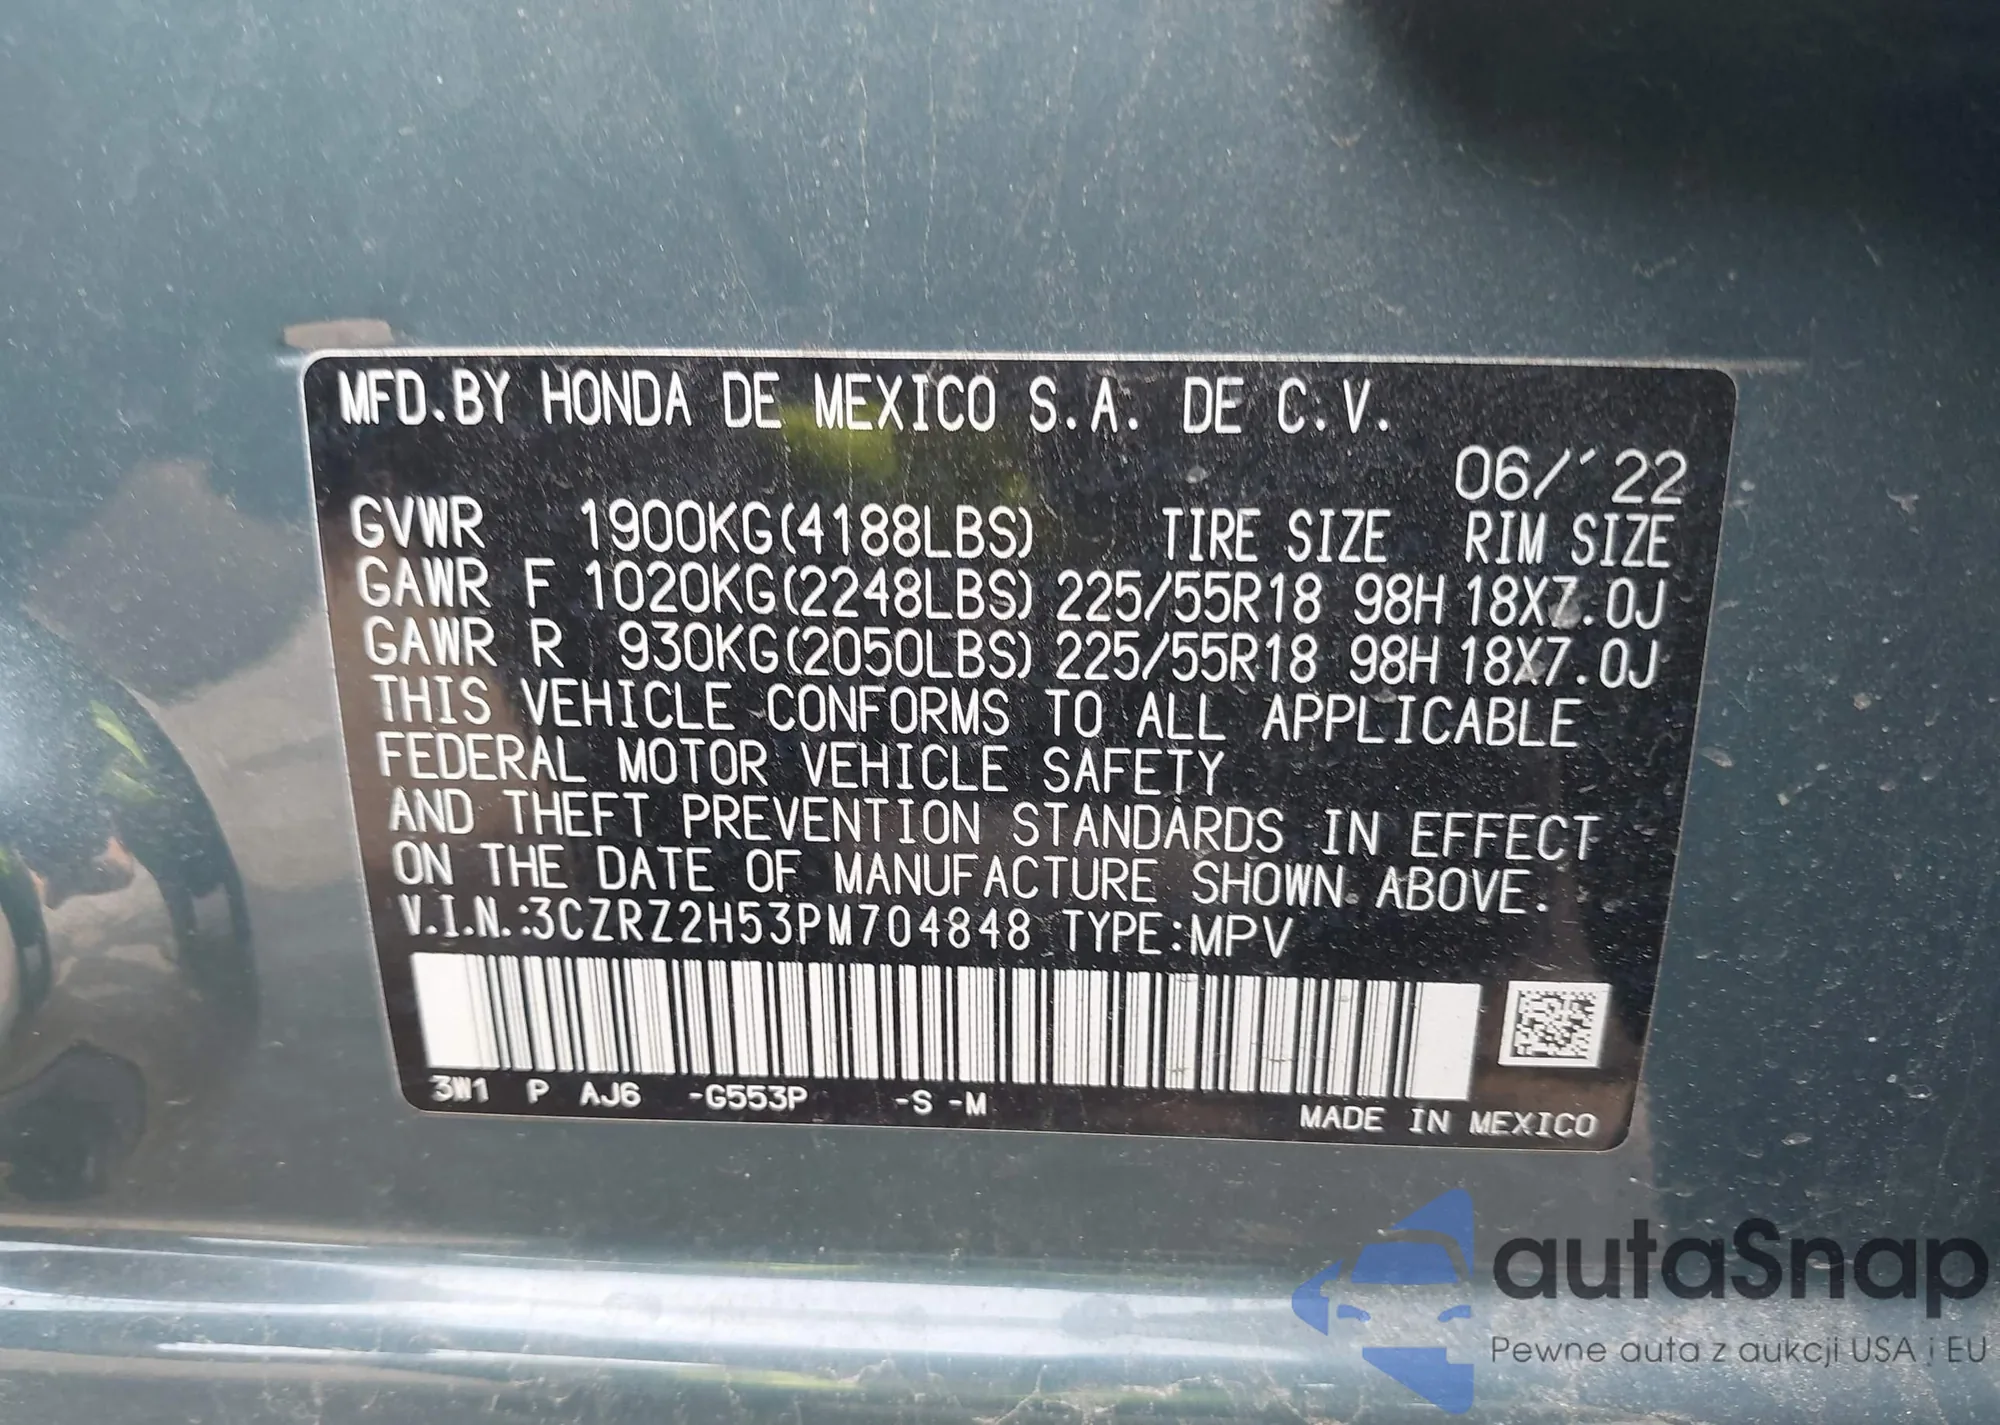 MFD.BY HONDA DE MEXICO S.A. DE C.V.
06/'22
GVWR 1900KG(4188LBS) TIRE SIZE RIM SIZE
GAWR F 1020KG(2248LBS) 225/55R18 98H 18X7.0J
GAWR R 930KG(2050LBS) 225/55R18 98H 18X7.0J
THIS VEHICLE CONFORMS TO ALL APPLICABLE
FEDERAL MOTOR VEHICLE SAFETY
AND THEFT PREVENTION STANDARDS IN EFFECT
ON THE DATE OF MANUFACTURE SHOWN ABOVE.
V.I.N.:3CZRZ2H53PM704848 TYPE:MPV
3W1 P AJ6 -G553P -S -M
MADE IN MEXICO
autaSnap
Pewne auta z aukcji USA i EU